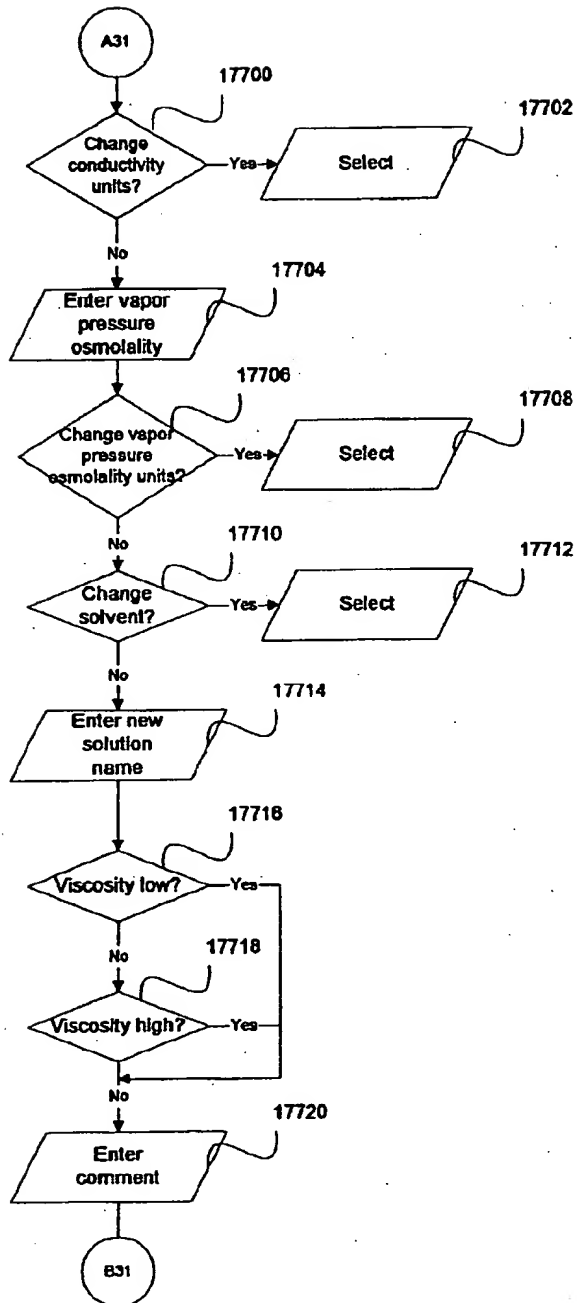 A31
17700
17702
Change
conductivity
units?
Yes
Select
No
17704
Enter vapor
pressure
osmolality
17706
17708
Change vapor
pressure
osmolality units?
Yes
Select
No
17710
17712
Change
solvent?
Yes
Select
No
17714
Enter new
solution
name
17716
Viscosity low?
Yes
No
17718
Viscosity high?
Yes
No
17720
Enter
comment
B31